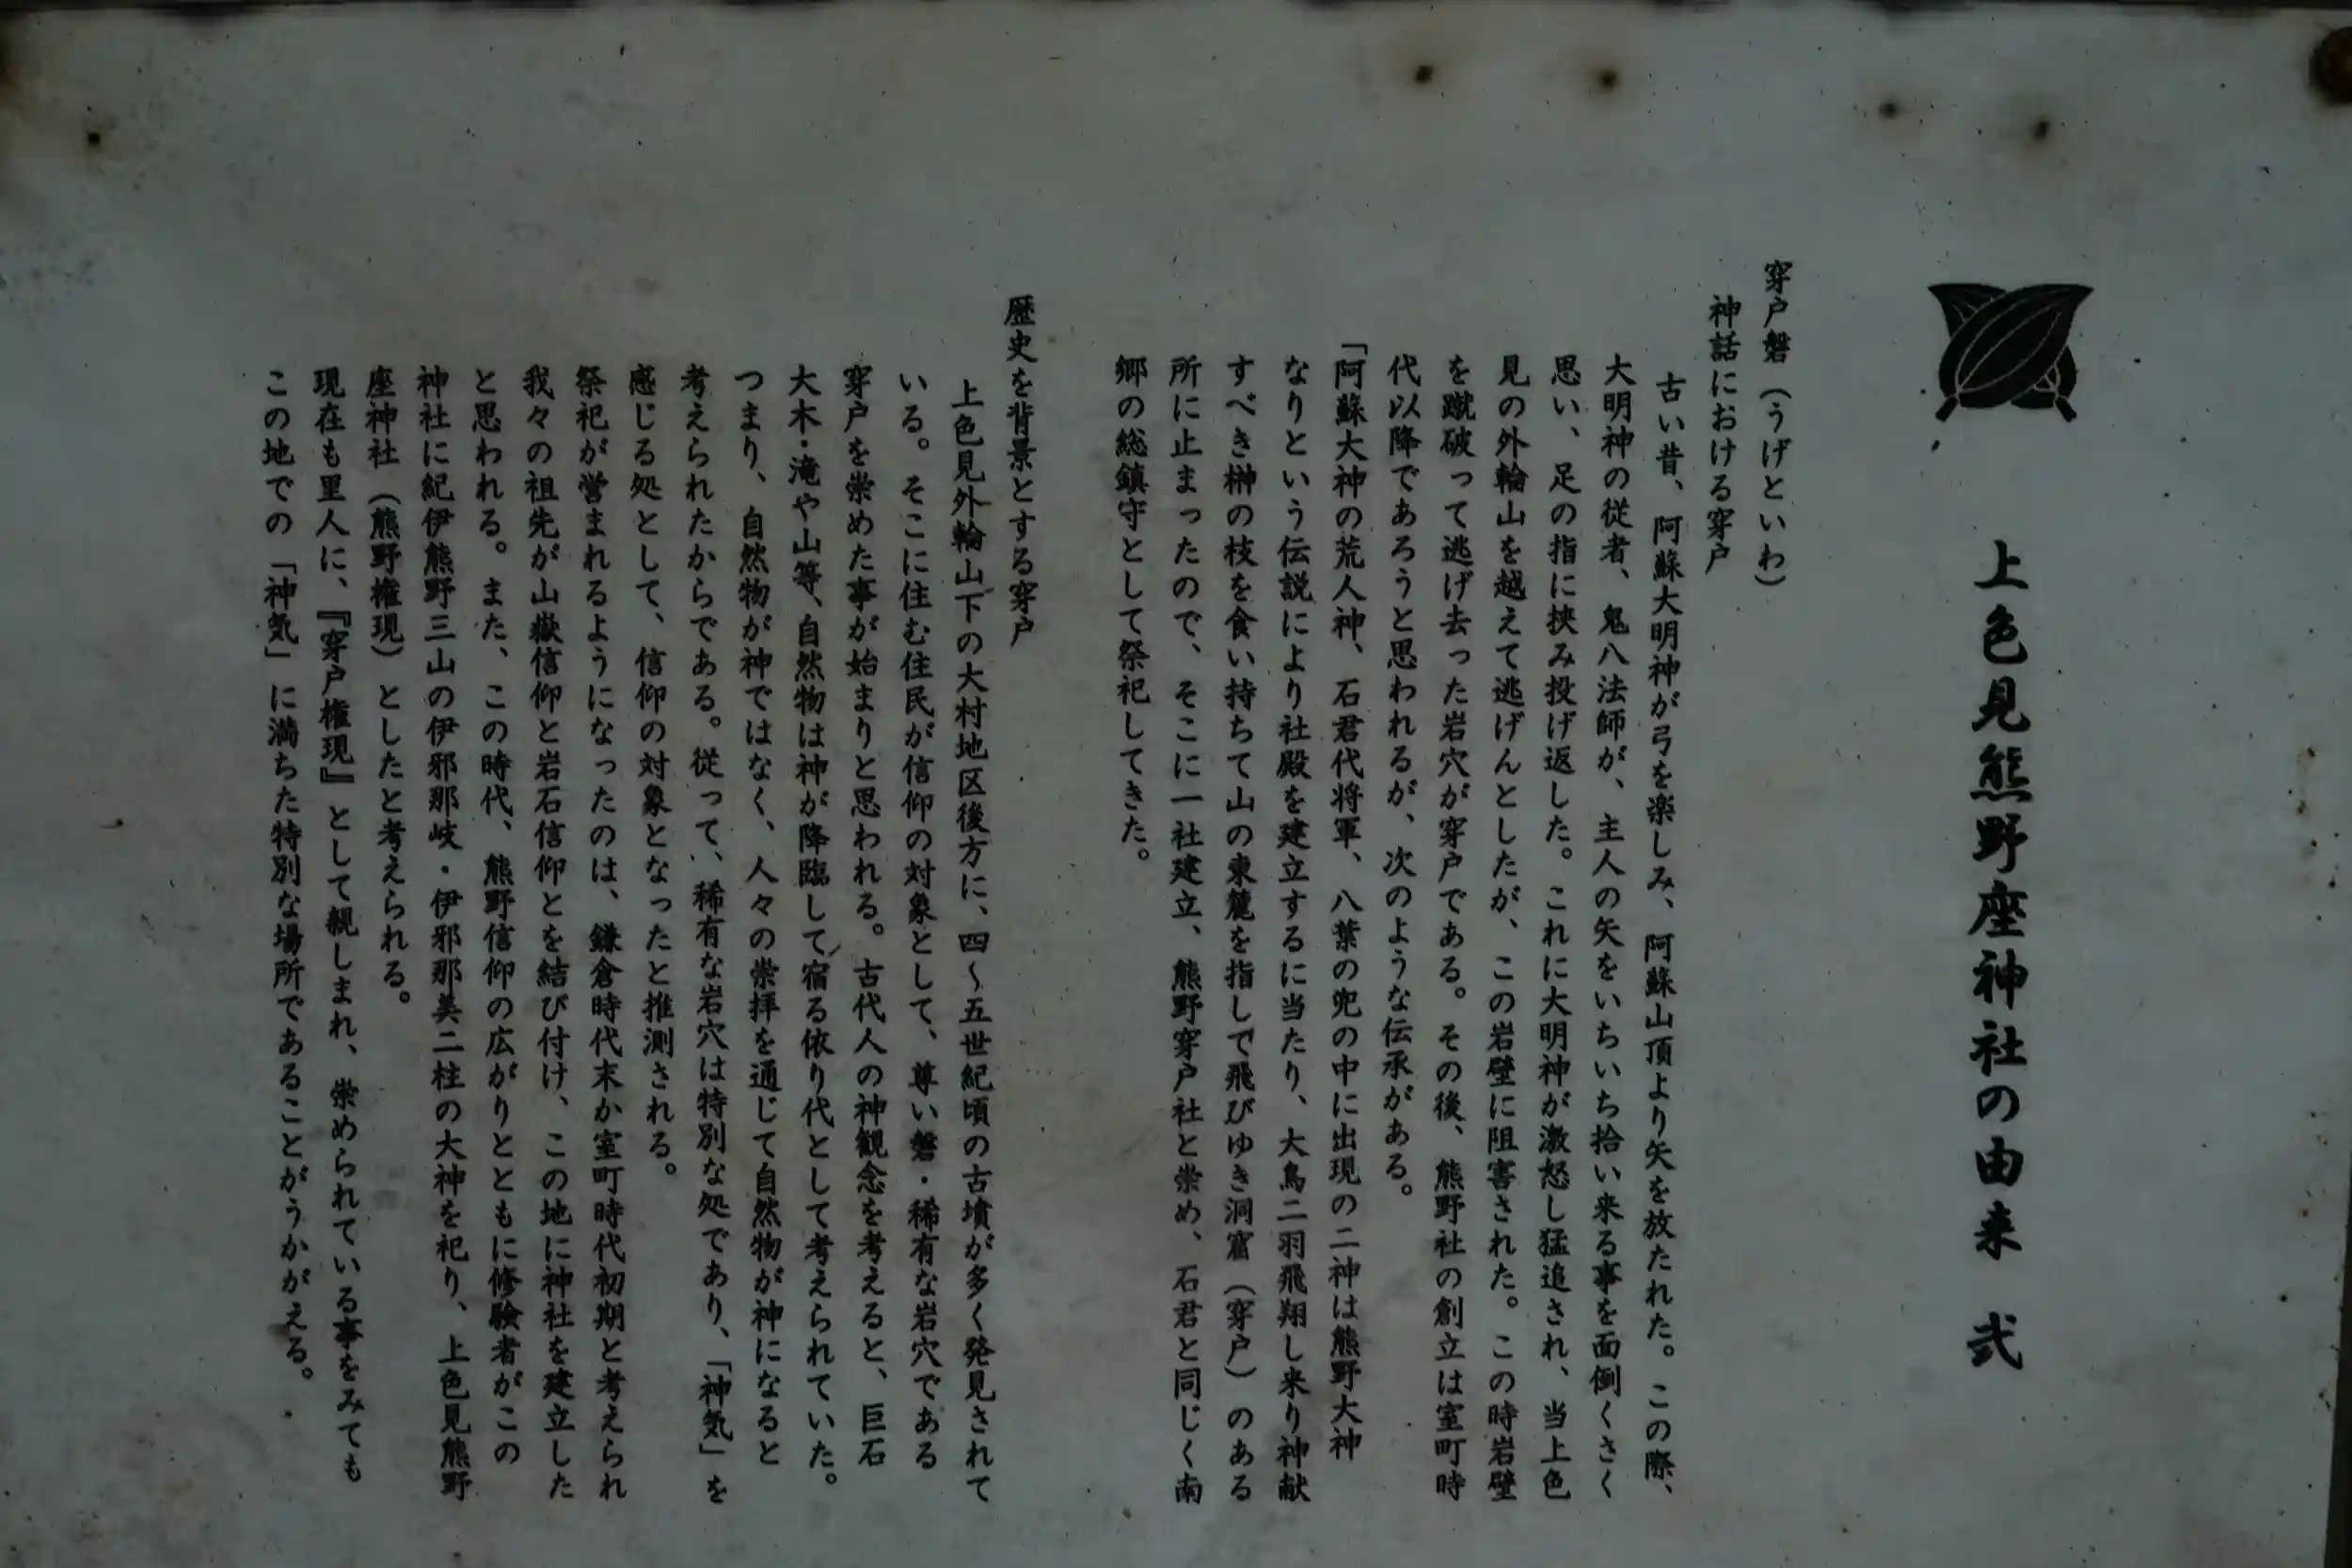 上色見熊野座神社の由来 弐
穿戸磐（うげといわ）
神話における穿戸
古い昔、阿蘇大明神が弓を楽しみ、阿蘇山頂より矢を放たれた。この際、
大明神の従者、鬼八法師が、主人の矢をいちいち拾い来る事を面倒くさく
思い、足の指に挟み投げ返した。これに大明神が激怒し猛追され、当上色
見の外輪山を越えて逃げんとしたが、この岩壁に阻害された。この時岩壁
を蹴破って逃げ去った岩穴が穿戸である。その後、熊野社の創立は室町時
代以降であろうと思われるが、次のような伝承がある。
「阿蘇大神の荒人神、石君代将軍、八葉の兜の中に出現の二神は熊野大神
なりという伝説により社殿を建立するに当たり、大鳥二羽飛翔し来り神献
すべき榊の枝を食い持ちて山の東麓を指しで飛びゆき洞窟（穿戸）のある
所に止まったので、そこに一社建立、熊野穿戸社と崇め、石君と同じく南
郷の総鎮守として祭祀してきた。
歴史を背景とする穿戸
上色見外輪山下の大村地区後方に、四～五世紀頃の古墳が多く発見されて
いる。そこに住む住民が信仰の対象として、尊い磐・稀有な岩穴である
穿戸を崇めた事が始まりと思われる。古代人の神観念を考えると、巨石
大木・滝や山等、自然物は神が降臨して宿る依り代として考えられていた。
つまり、自然物が神ではなく、人々の崇拝を通じて自然物が神になると
考えられたからである。従って、稀有な岩穴は特別な処であり、「神気」を
感じる処として、信仰の対象となったと推測される。
祭祀が営まれるようになったのは、鎌倉時代末か室町時代初期と考えられ
我々の祖先が山嶽信仰と岩石信仰とを結び付け、この地に神社を建立した
と思われる。また、この時代、熊野信仰の広がりとともに修験者がこの
神社に紀伊熊野三山の伊邪那岐・伊邪那美二柱の大神を祀り、上色見熊野
座神社（熊野権現）としたと考えられる。
現在も里人に、『穿戸権現』として親しまれ、崇められている事をみても
この地での「神気」に満ちた特別な場所であることがうかがえる。